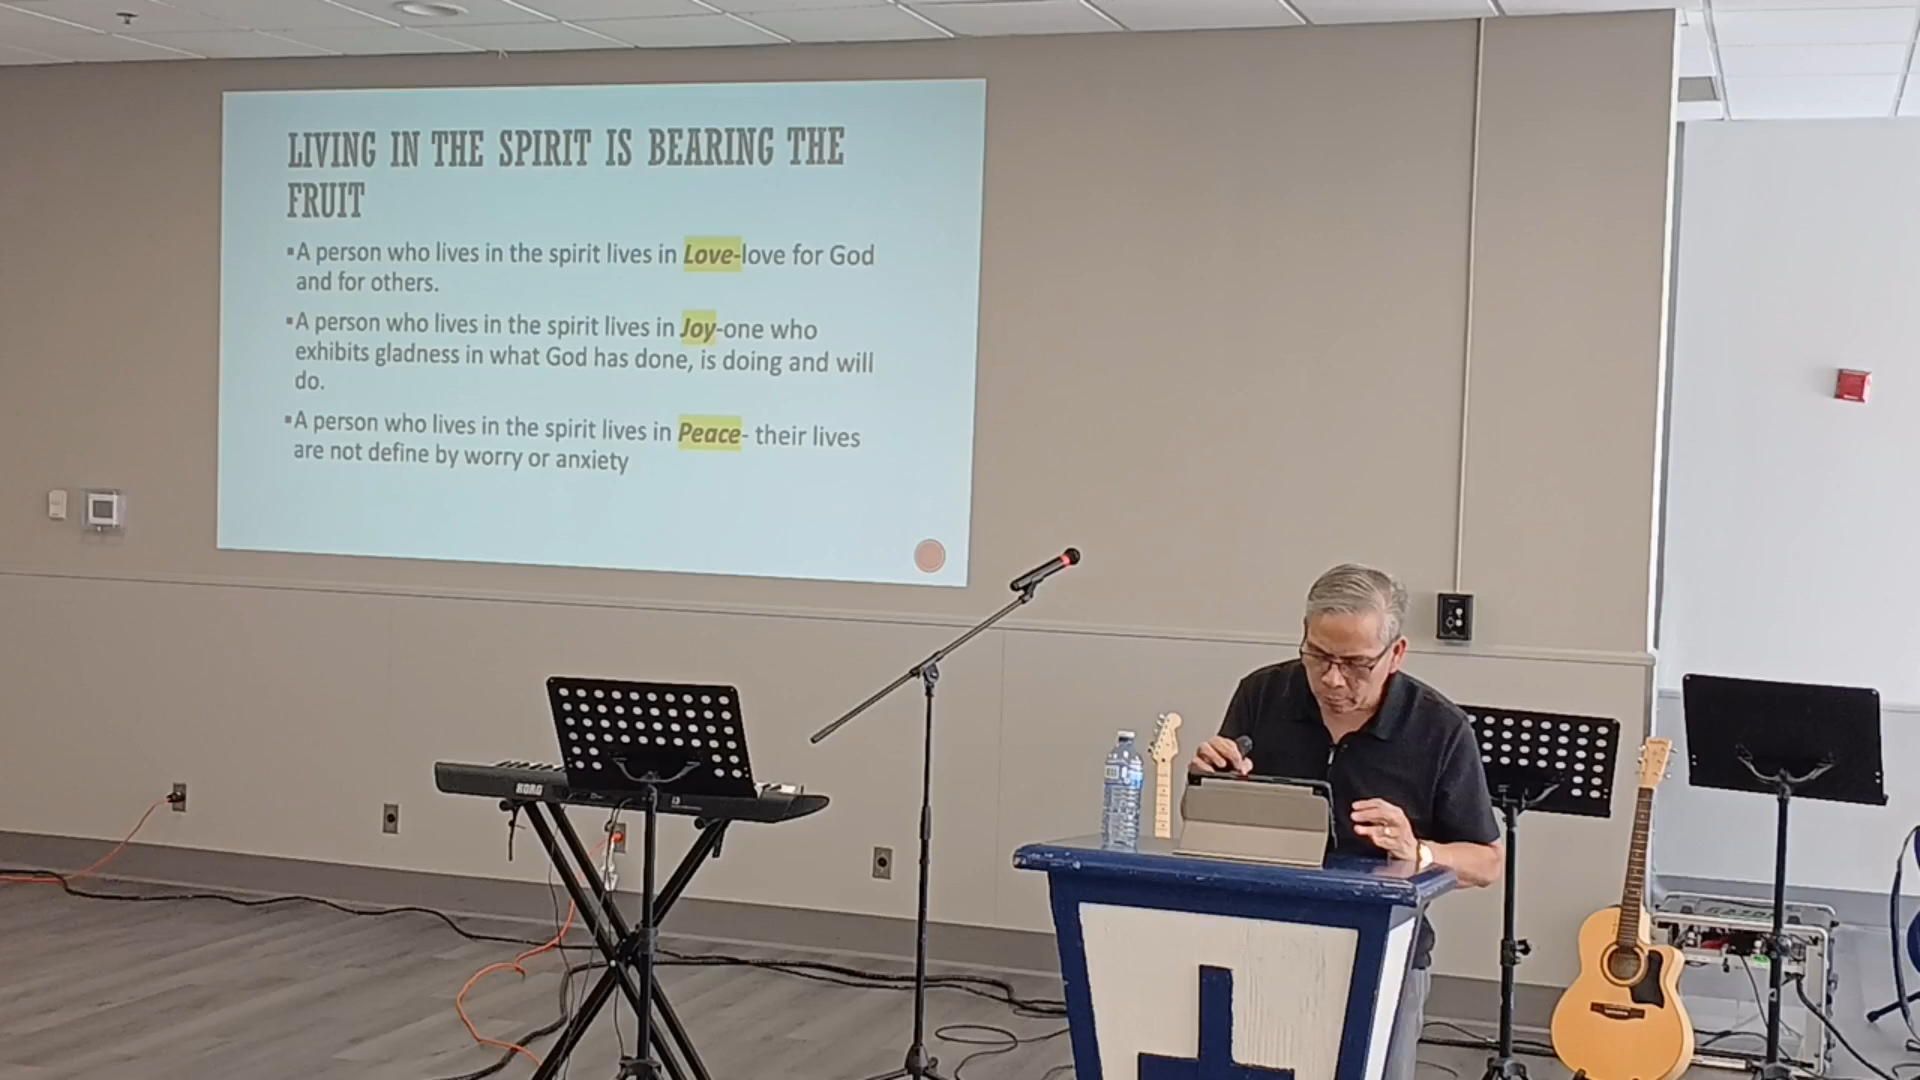 LIVING IN THE SPIRIT IS BEARING THE
FRUIT
▪A person who lives in the spirit lives in Love-love for God
and for others.
▪A person who lives in the spirit lives in Joy-one who
exhibits gladness in what God has done, is doing and will
do.
▪A person who lives in the spirit lives in Peace- their lives
are not define by worry or anxiety
KORG
i3